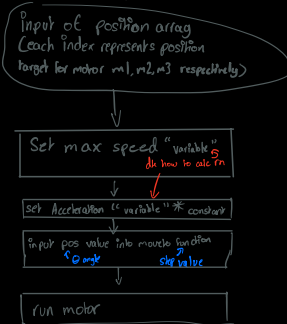 input of position array
(each index represents position
target for motor m1, m2, m3 respectively)
Set max speed "variable"
dk how to calc rn
set Acceleration "variable" * constant
input pos value into moveto function
θ angle
step value
run motor